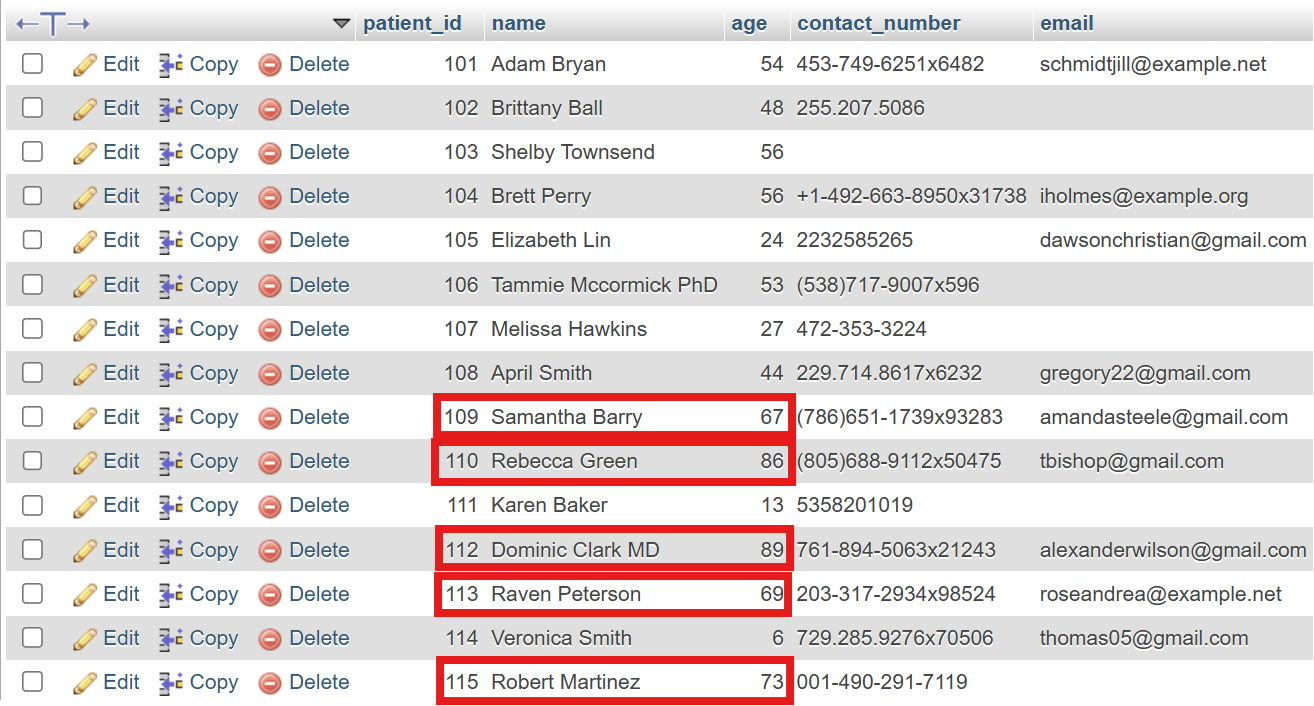 patient_id name age contact_number email
Edit Copy Delete 101 Adam Bryan 54 453-749-6251x6482 schmidtjill@example.net
Edit Copy Delete 102 Brittany Ball 48 255.207.5086
Edit Copy Delete 103 Shelby Townsend 56
Edit Copy Delete 104 Brett Perry 56 +1-492-663-8950x31738 iholmes@example.org
Edit Copy Delete 105 Elizabeth Lin 24 2232585265 dawsonchristian@gmail.com
Edit Copy Delete 106 Tammie Mccormick PhD 53 (538)717-9007x596
Edit Copy Delete 107 Melissa Hawkins 27 472-353-3224
Edit Copy Delete 108 April Smith 44 229.714.8617x6232 gregory22@gmail.com
Edit Copy Delete 109 Samantha Barry 67 (786)651-1739x93283 amandasteele@gmail.com
Edit Copy Delete 110 Rebecca Green 86 (805)688-9112x50475 tbishop@gmail.com
Edit Copy Delete 111 Karen Baker 13 5358201019
Edit Copy Delete 112 Dominic Clark MD 89 761-894-5063x21243 alexanderwilson@gmail.com
Edit Copy Delete 113 Raven Peterson 69 203-317-2934x98524 roseandrea@example.net
Edit Copy Delete 114 Veronica Smith 6 729.285.9276x70506 thomas05@gmail.com
Edit Copy Delete 115 Robert Martinez 73 001-490-291-7119